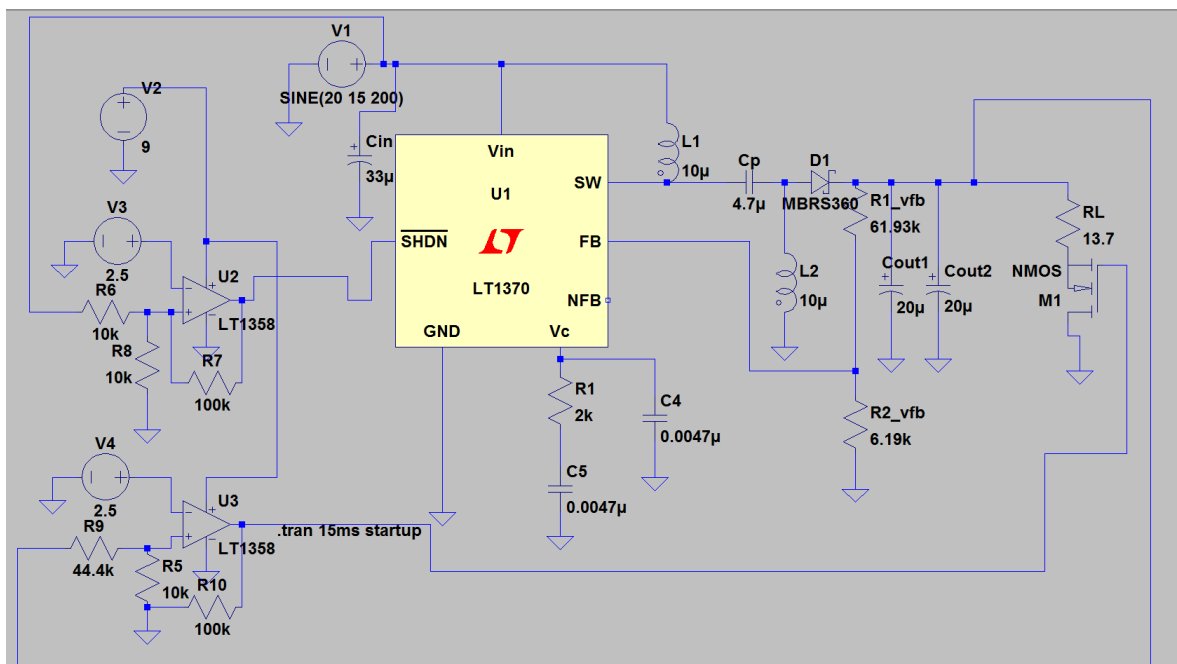 V1
SINE(20 15 200)
V2
9
Cin
33µ
Vin
U1
LT1370
SHDN
SW
FB
NFB
GND
Vc
L1
10µ
Cp
4.7µ
D1
MBRS360
R1_vfb
61.93k
L2
10µ
Cout1
20µ
Cout2
20µ
RL
13.7
NMOS
M1
V3
2.5
U2
LT1358
R6
10k
R8
10k
R7
100k
R1
2k
C4
0.0047µ
C5
0.0047µ
R2_vfb
6.19k
V4
2.5
U3
LT1358
R9
44.4k
R5
10k
R10
100k
.tran 15ms startup